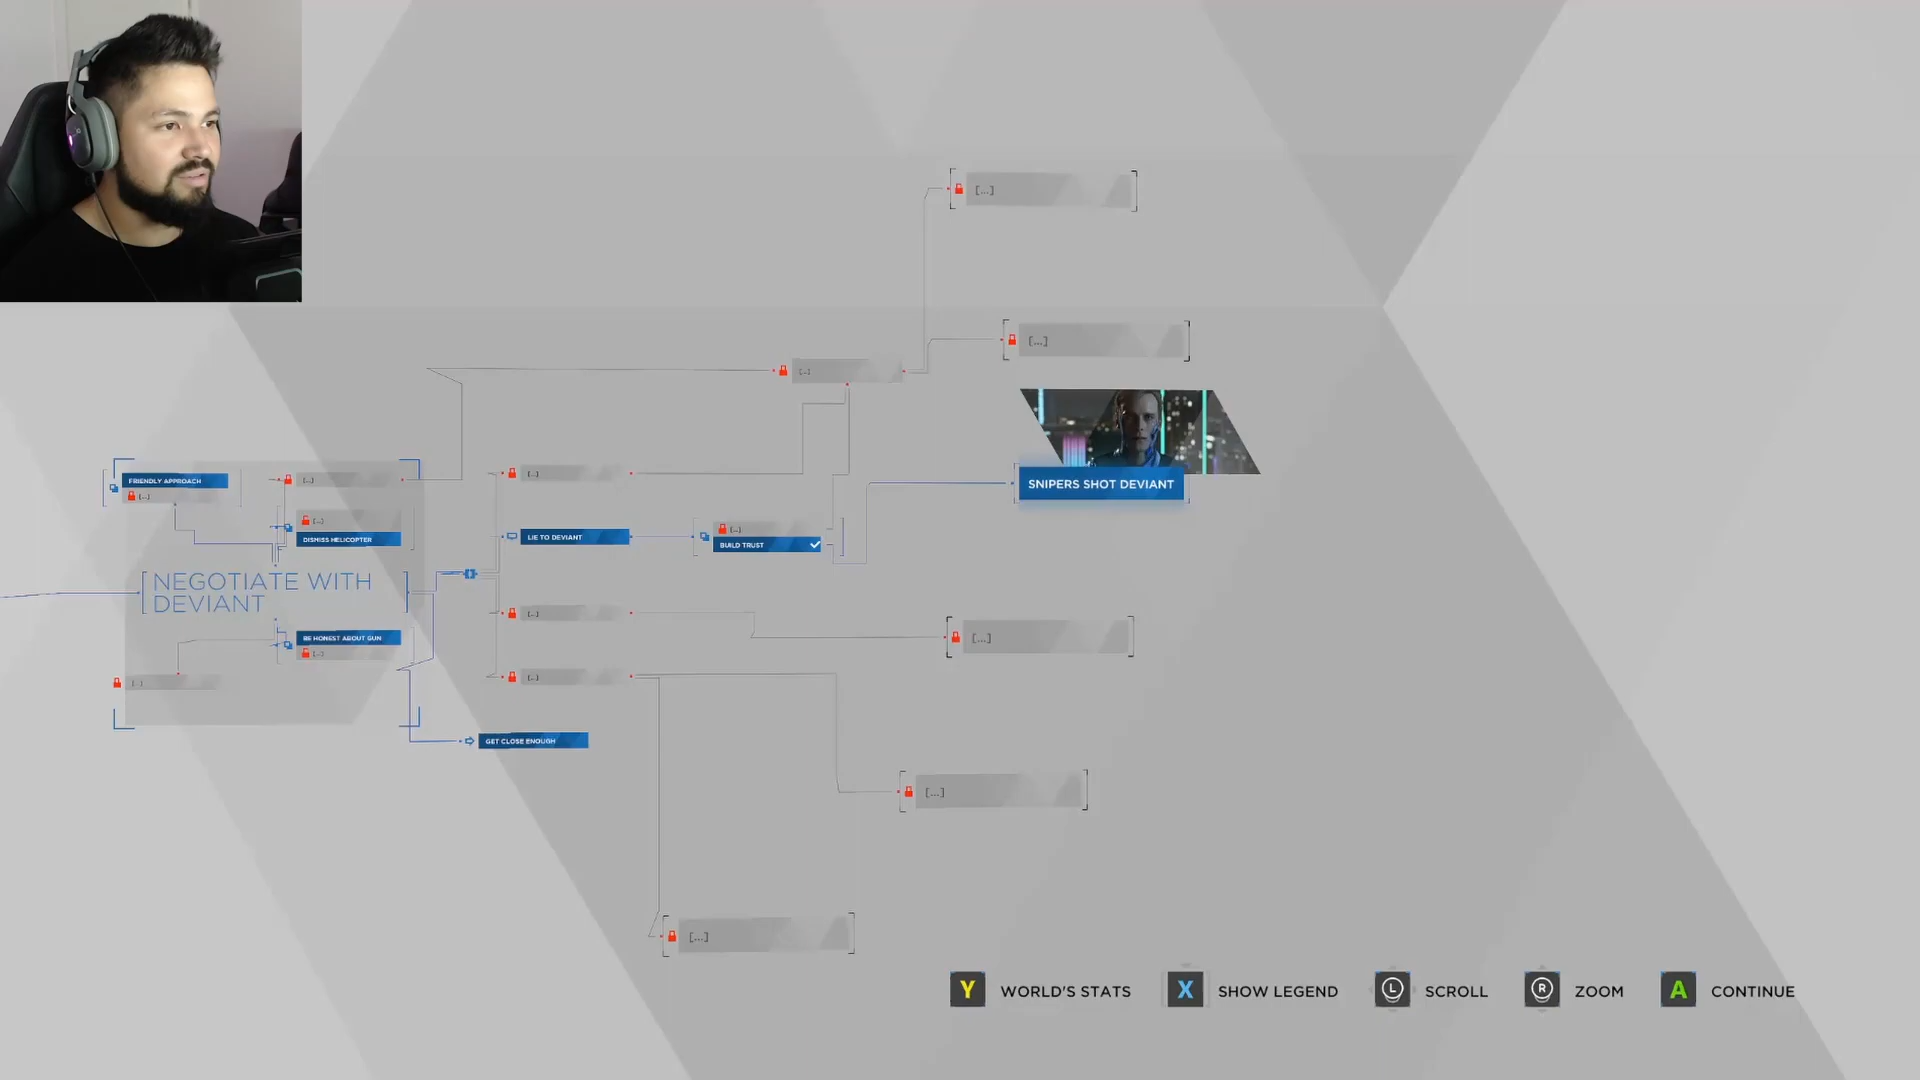 [...]
[...]
[...]
SNIPERS SHOT DEVIANT
FRIENDLY APPROACH
[...]
[...]
[...]
DISMISS HELICOPTER
[...]
LIE TO DEVIANT
[...]
BUILD TRUST
NEGOTIATE WITH
DEVIANT
BE HONEST ABOUT GUN
[...]
[...]
[...]
[...]
[...]
GET CLOSE ENOUGH
[...]
[...]
Y WORLD'S STATS
X SHOW LEGEND
L SCROLL
R ZOOM
A CONTINUE